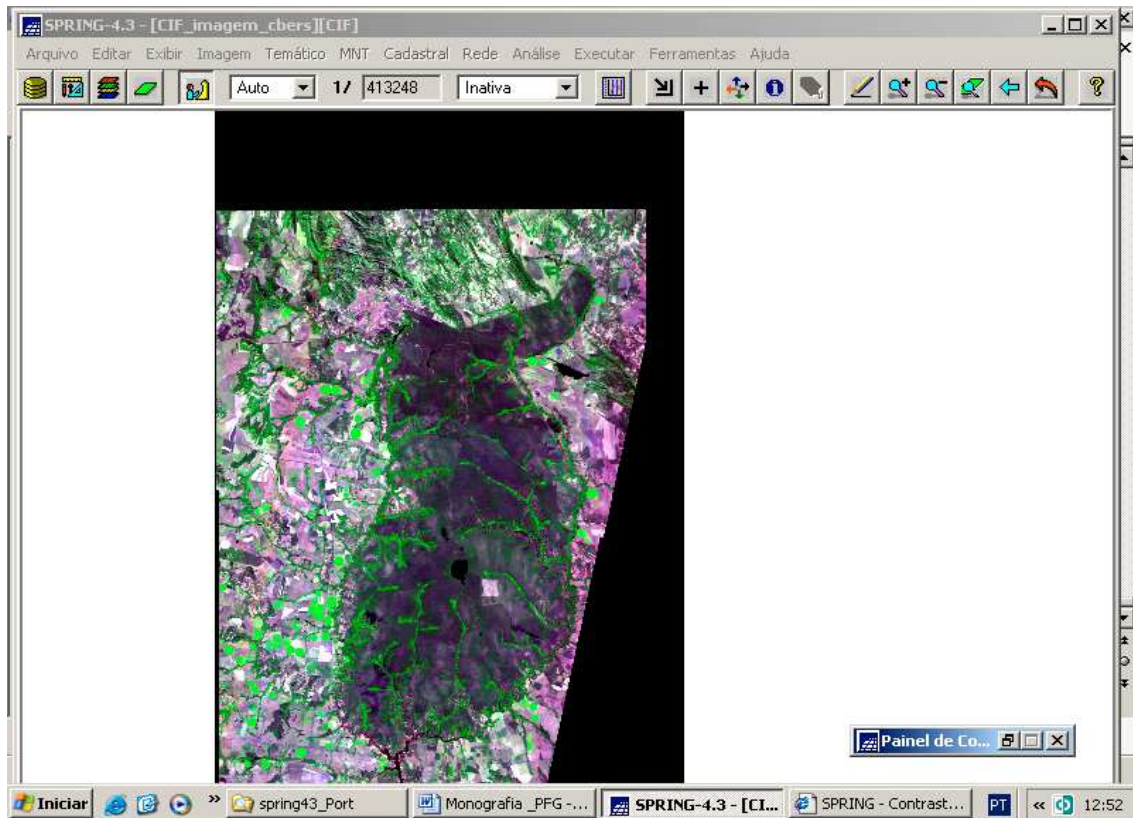 SPRING-4.3 - [CIF_imagem_cbers][CIF]
Arquivo Editar Exibir Imagem Temático MNT Cadastral Rede Análise Executar Ferramentas Ajuda
Auto 1/ 413248 Inativa
Painel de Co...
Iniciar » spring43_Port Monografia _PFG -... SPRING-4.3 - [CI... SPRING - Contrast... PT « 12:52